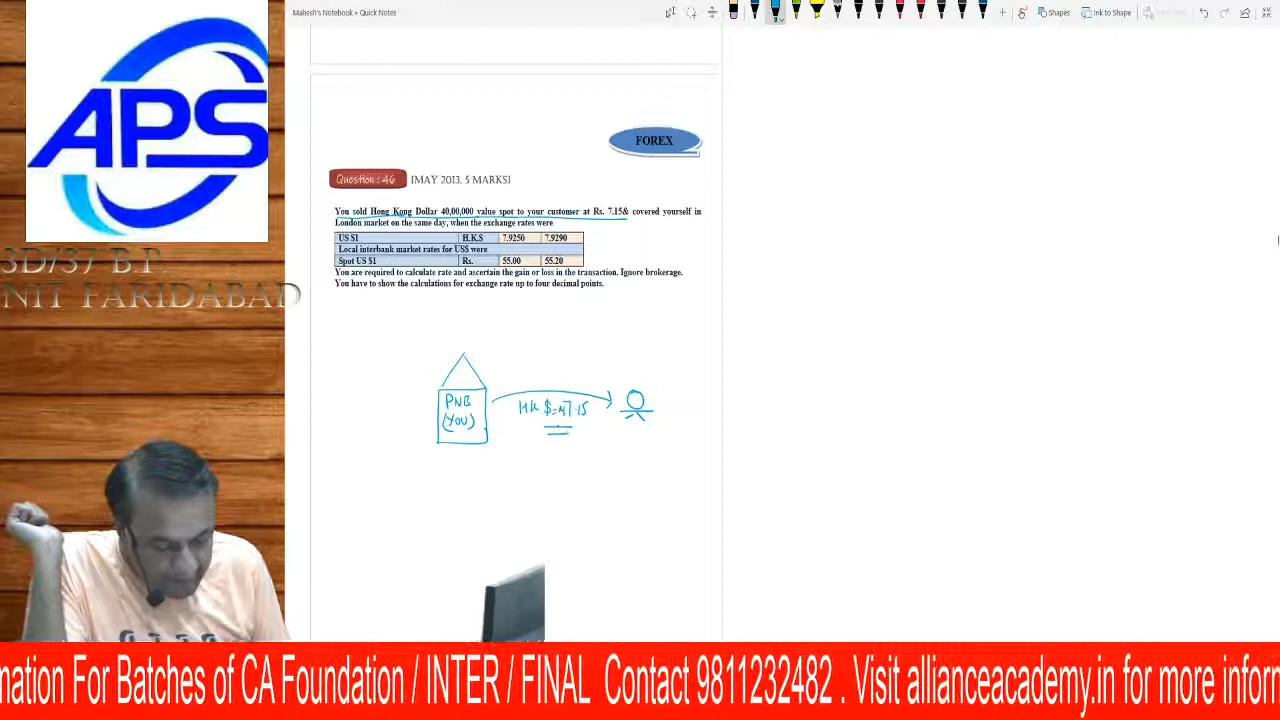 Mahesh's Notebook » Quick Notes
Shapes
Ink to Shape
APS
3D/37 B.P.
NIT FARIDABAD
FOREX
Question : 46 [MAY 2013, 5 MARKS]
You sold Hong Kong Dollar 40,00,000 value spot to your customer at Rs. 7.15& covered yourself in
London market on the same day, when the exchange rates were
US $1 H.K.S 7.9250 7.9290
Local interbank market rates for US$ were
Spot US $1 Rs. 55.00 55.20
You are required to calculate rate and ascertain the gain or loss in the transaction. Ignore brokerage.
You have to show the calculations for exchange rate up to four decimal points.
PNB
(YOU)
HK $=₹7.15
mation For Batches of CA Foundation / INTER / FINAL Contact 9811232482 . Visit allianceacademy.in for more inform